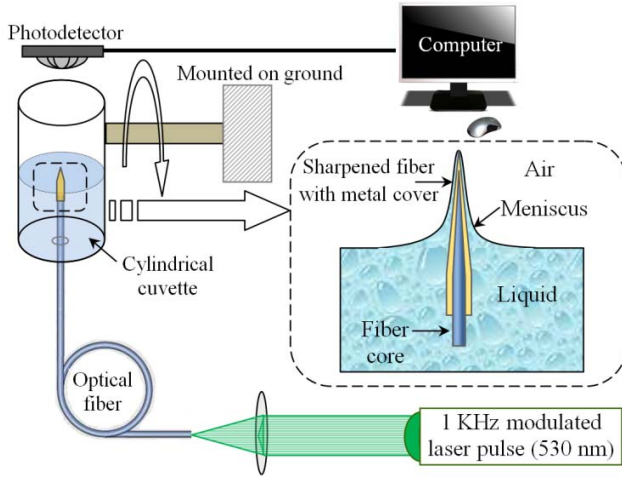 Photodetector
Computer
Mounted on ground
Sharpened fiber
with metal cover
Air
Meniscus
Cylindrical
cuvette
Liquid
Fiber
core
Optical
fiber
1 KHz modulated
laser pulse (530 nm)